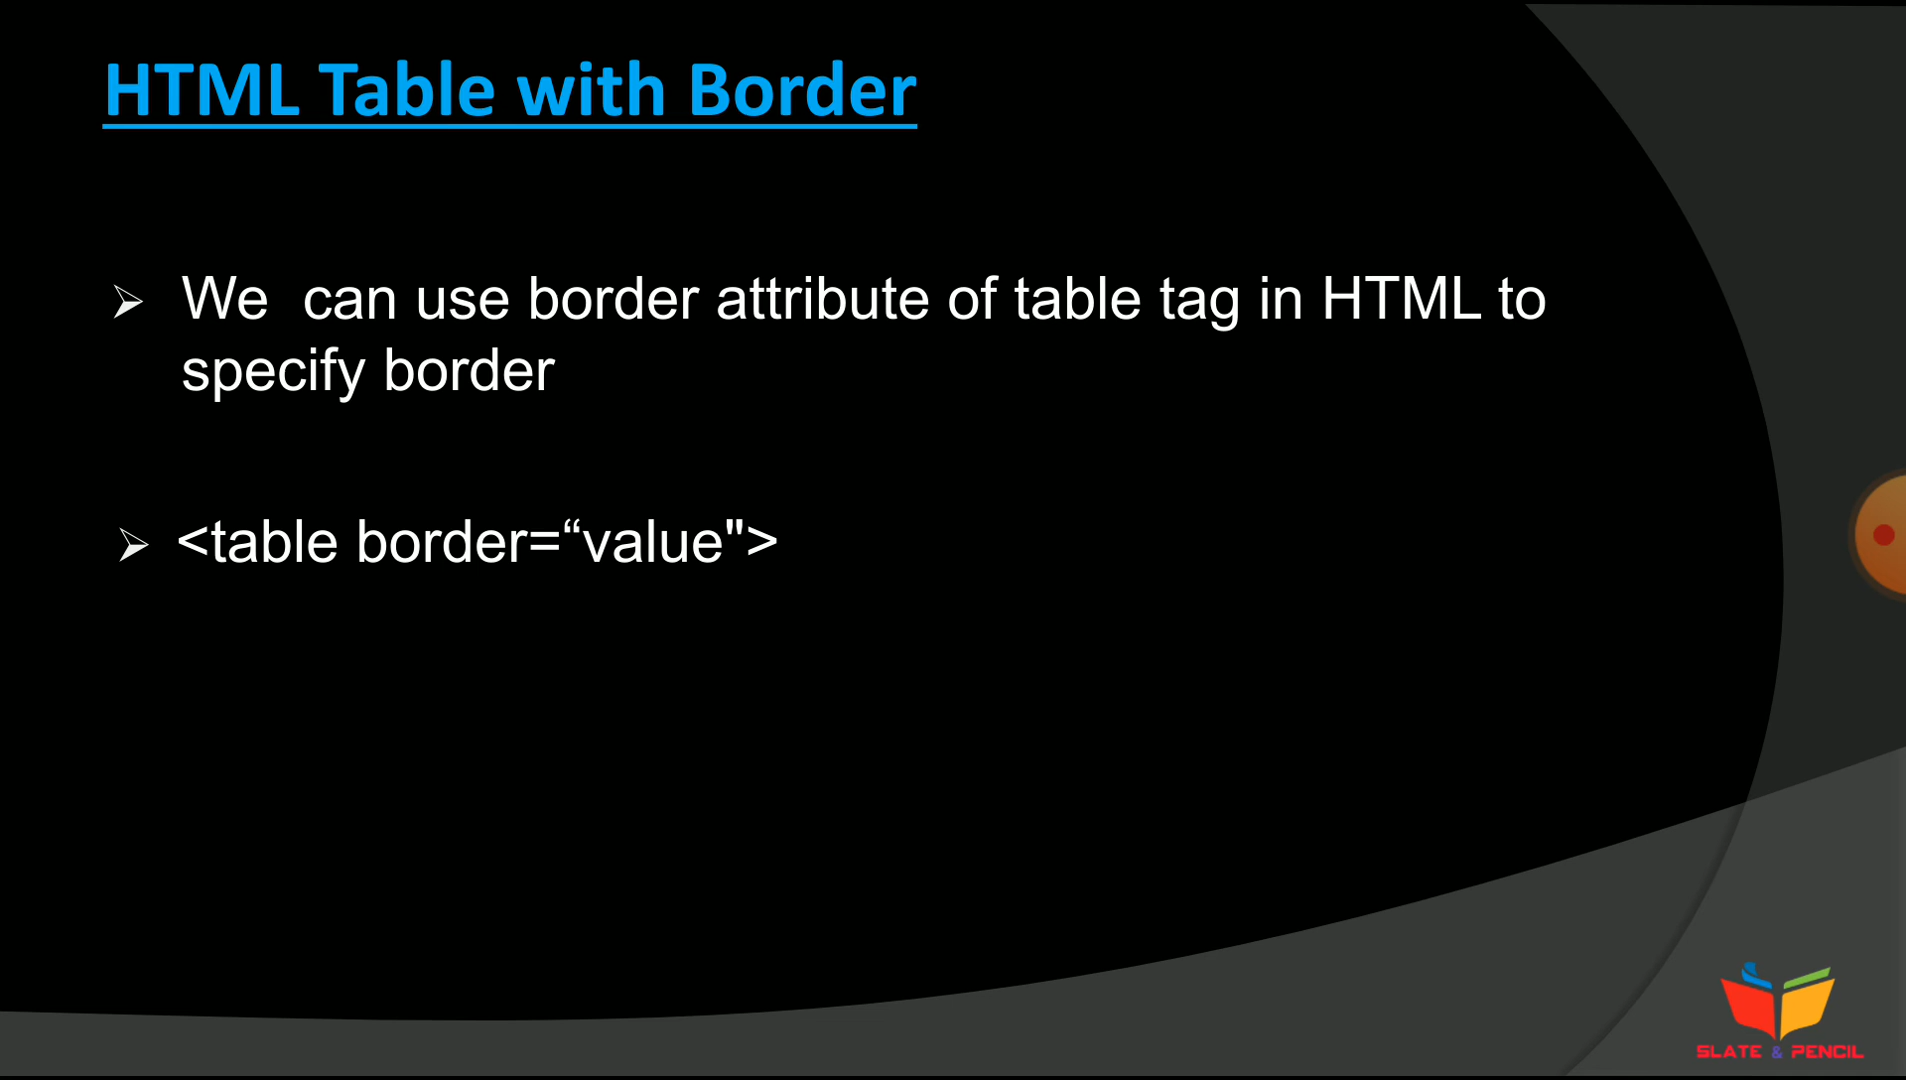 HTML Table with Border
➢ We  can use border attribute of table tag in HTML to
specify border
➢ <table border=“value">
SLATE & PENCIL